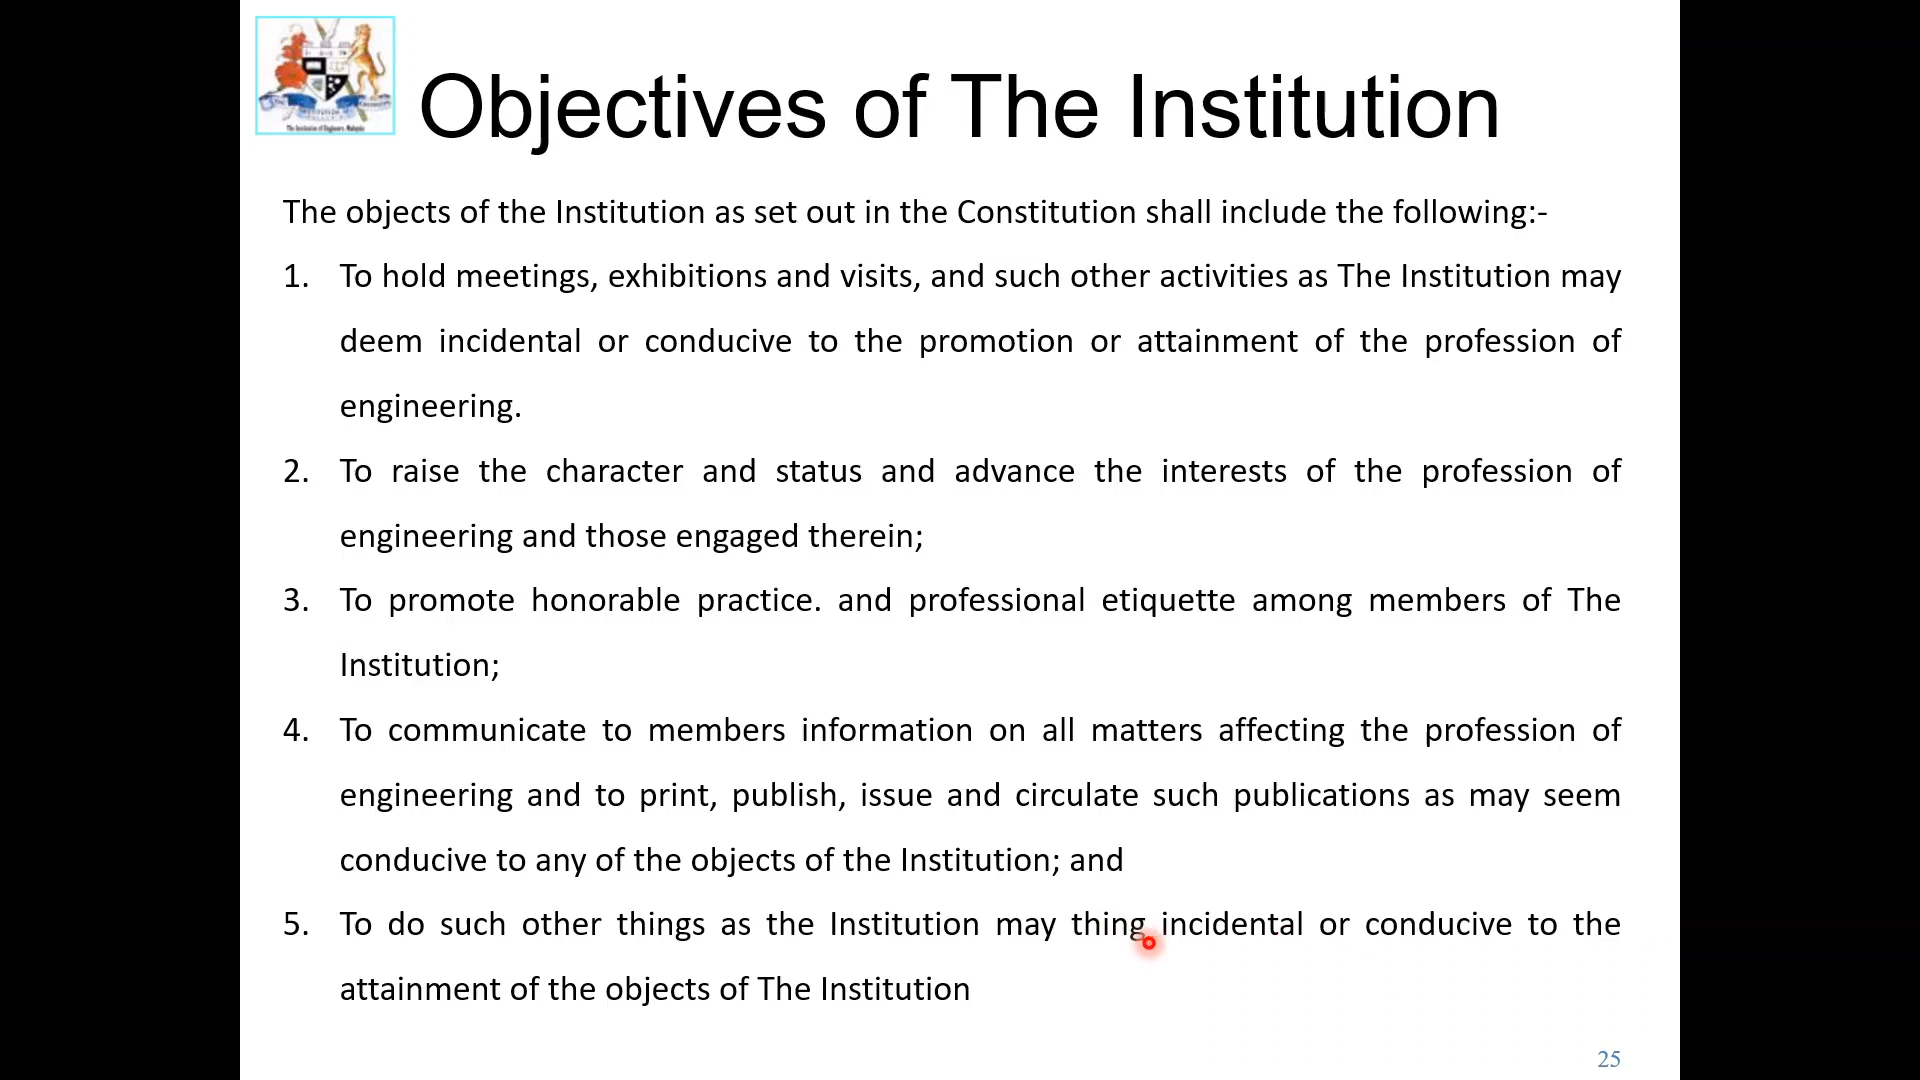 Objectives of The Institution
The objects of the Institution as set out in the Constitution shall include the following:-
1. To hold meetings, exhibitions and visits, and such other activities as The Institution may
deem incidental or conducive to the promotion or attainment of the profession of
engineering.
2. To raise the character and status and advance the interests of the profession of
engineering and those engaged therein;
3. To promote honorable practice. and professional etiquette among members of The
Institution;
4. To communicate to members information on all matters affecting the profession of
engineering and to print, publish, issue and circulate such publications as may seem
conducive to any of the objects of the Institution; and
5. To do such other things as the Institution may thing incidental or conducive to the
attainment of the objects of The Institution
The Institution of Engineers, Malaysia
25